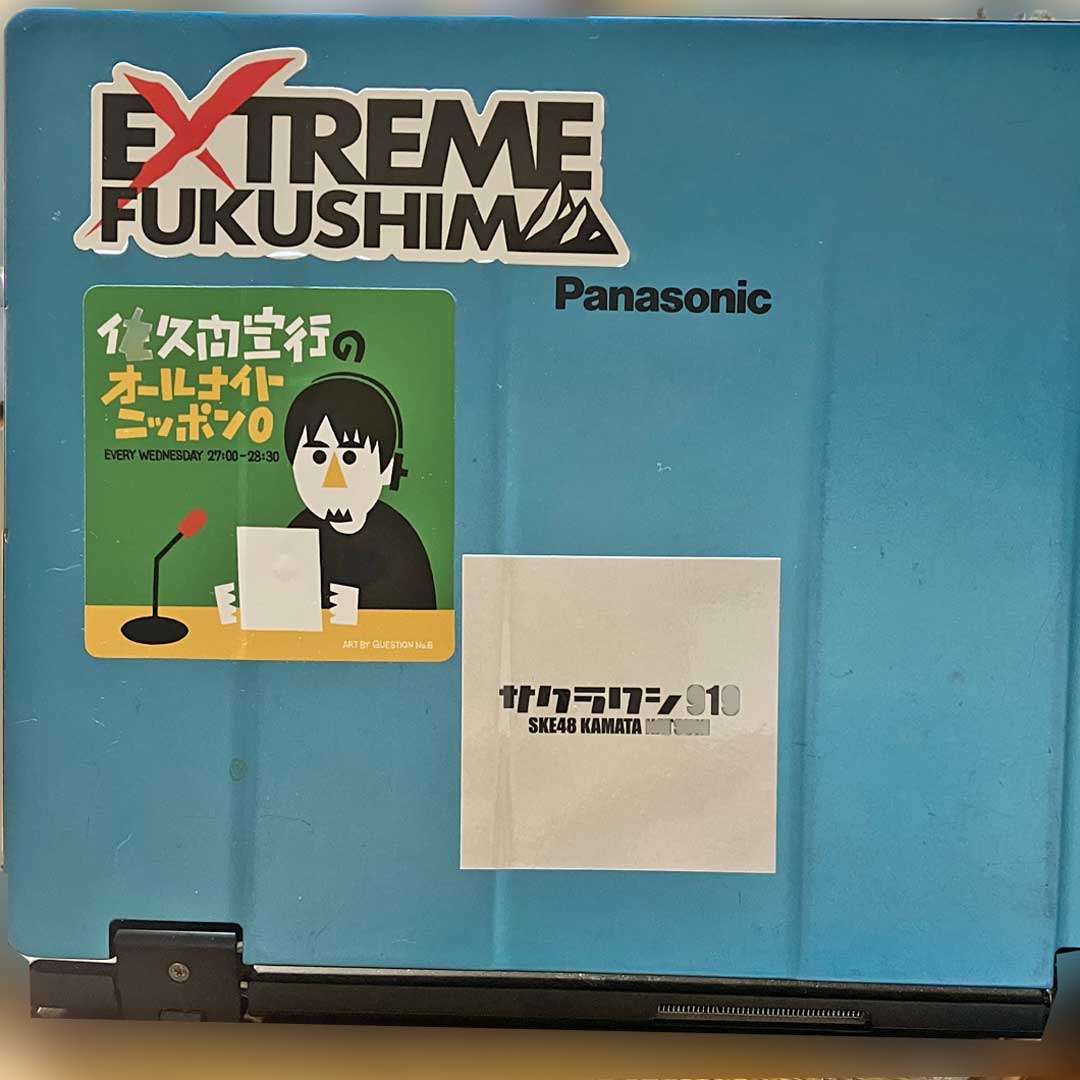 EXTREME
FUKUSHIMA
Panasonic
佐久間宣行の
オールナイト
ニッポン0
EVERY WEDNESDAY 27:00-28:30
ART BY QUESTION No.6
サクラワシ919
SKE48 KAMATA